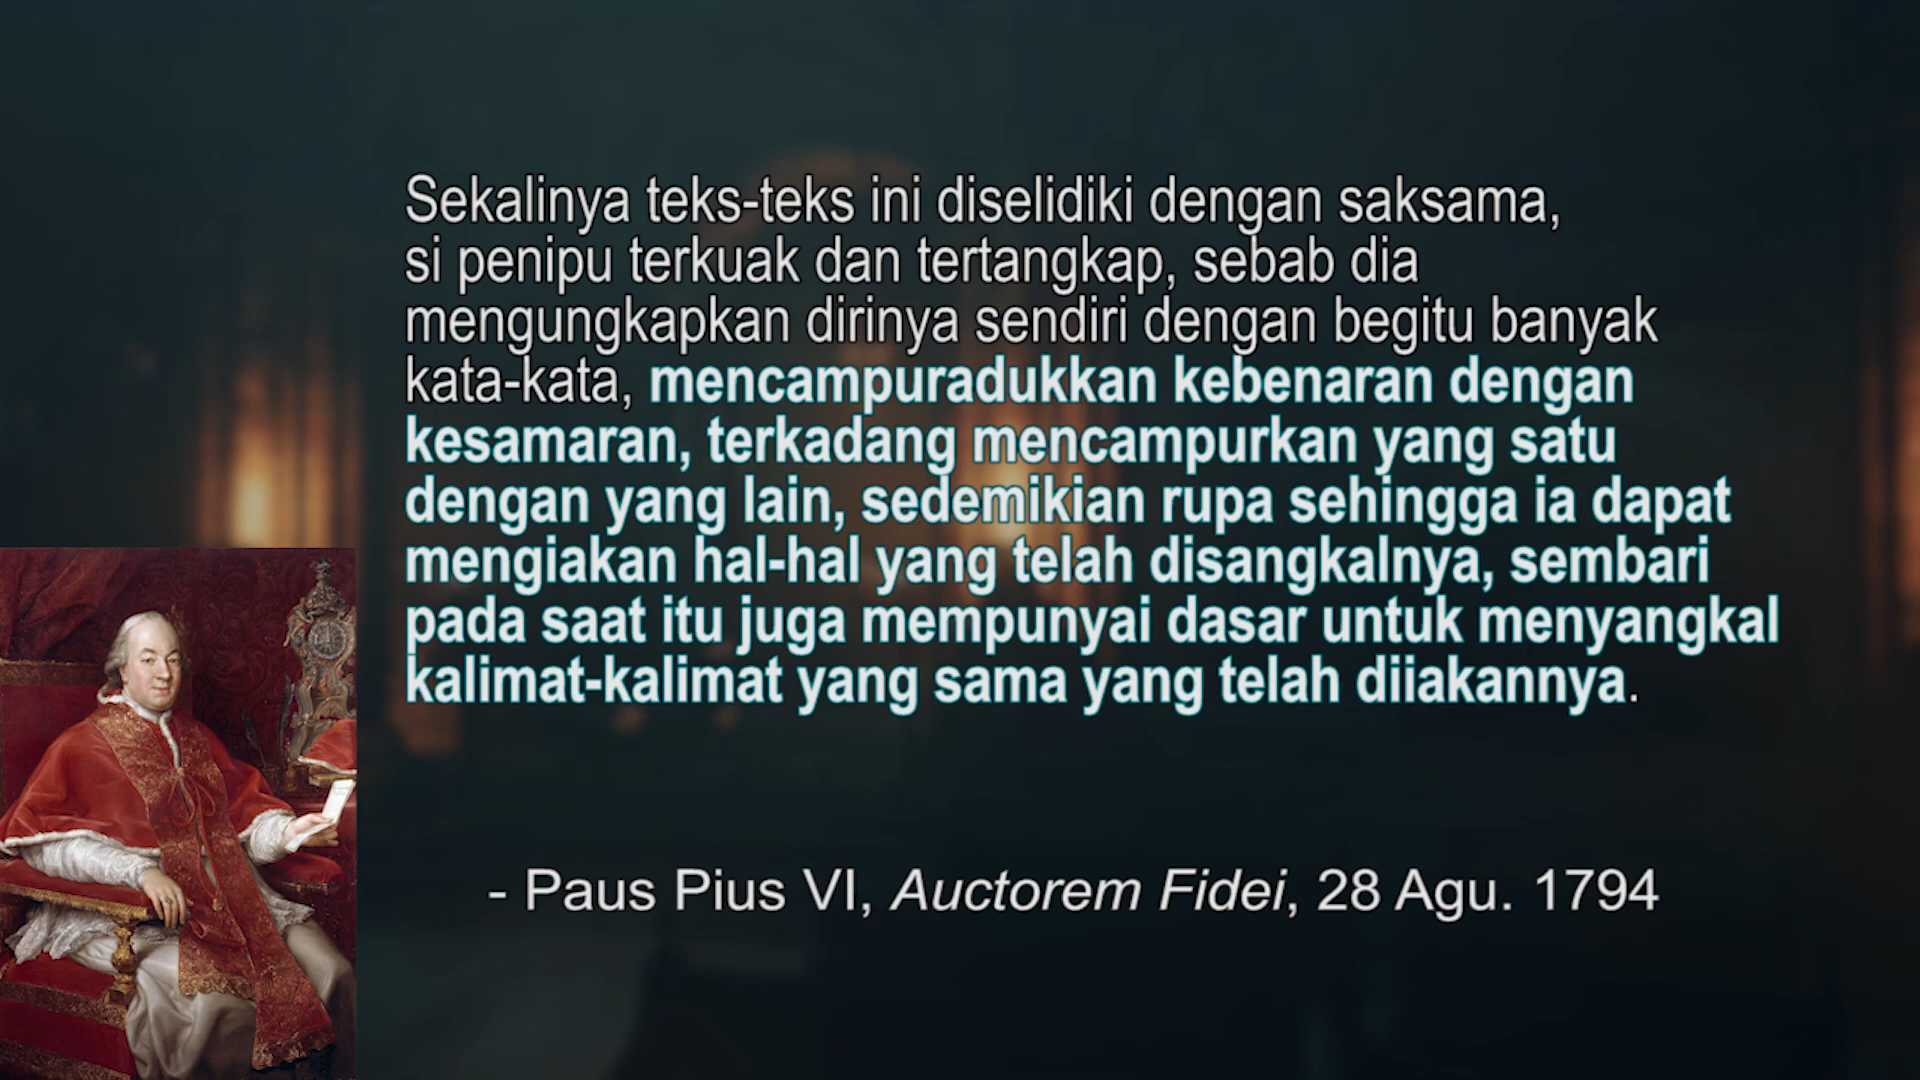 Sekalinya teks-teks ini diselidiki dengan saksama,
si penipu terkuak dan tertangkap, sebab dia
mengungkapkan dirinya sendiri dengan begitu banyak
kata-kata, mencampuradukkan kebenaran dengan
kesamaran, terkadang mencampurkan yang satu
dengan yang lain, sedemikian rupa sehingga ia dapat
mengiakan hal-hal yang telah disangkalnya, sembari
pada saat itu juga mempunyai dasar untuk menyangkal
kalimat-kalimat yang sama yang telah diiakannya.
- Paus Pius VI, Auctorem Fidei, 28 Agu. 1794